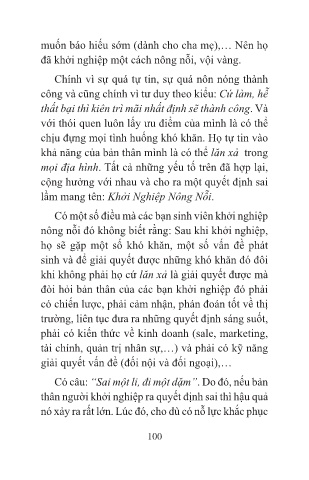 muốn báo hiếu sớm (dành cho cha mẹ),… Nên họ
đã khởi nghiệp một cách nông nỗi, vội vàng.
Chính vì sự quá tự tin, sự quá nôn nóng thành
công và cũng chính vì tư duy theo kiểu: Cứ làm, hễ
thất bại thì kiên trì mãi nhất định sẽ thành công. Và
với thói quen luôn lấy ưu điểm của mình là có thể
chịu đựng mọi tình huống khó khăn. Họ tự tin vào
khả năng của bản thân mình là có thể lăn xả trong
mọi địa hình. Tất cả những yếu tố trên đã hợp lại,
cộng hưởng với nhau và cho ra một quyết định sai
lầm mang tên: Khởi Nghiệp Nông Nỗi.
Có một số điều mà các bạn sinh viên khởi nghiệp
nông nỗi đó không biết rằng: Sau khi khởi nghiệp,
họ sẽ gặp một số khó khăn, một số vấn đề phát
sinh và để giải quyết được những khó khăn đó đôi
khi không phải họ cứ lăn xả là giải quyết được mà
đòi hỏi bản thân của các bạn khởi nghiệp đó phải
có chiến lược, phải cảm nhận, phán đoán tốt về thị
trường, liên tục đưa ra những quyết định sáng suốt,
phải có kiến thức về kinh doanh (sale, marketing,
tài chính, quản trị nhân sự,…) và phải có kỹ năng
giải quyết vấn đề (đối nội và đối ngoại),…
Có câu: “Sai một li, đi một dặm”. Do đó, nếu bản
thân người khởi nghiệp ra quyết định sai thì hậu quả
nó xảy ra rất lớn. Lúc đó, cho dù có nỗ lực khắc phục
100